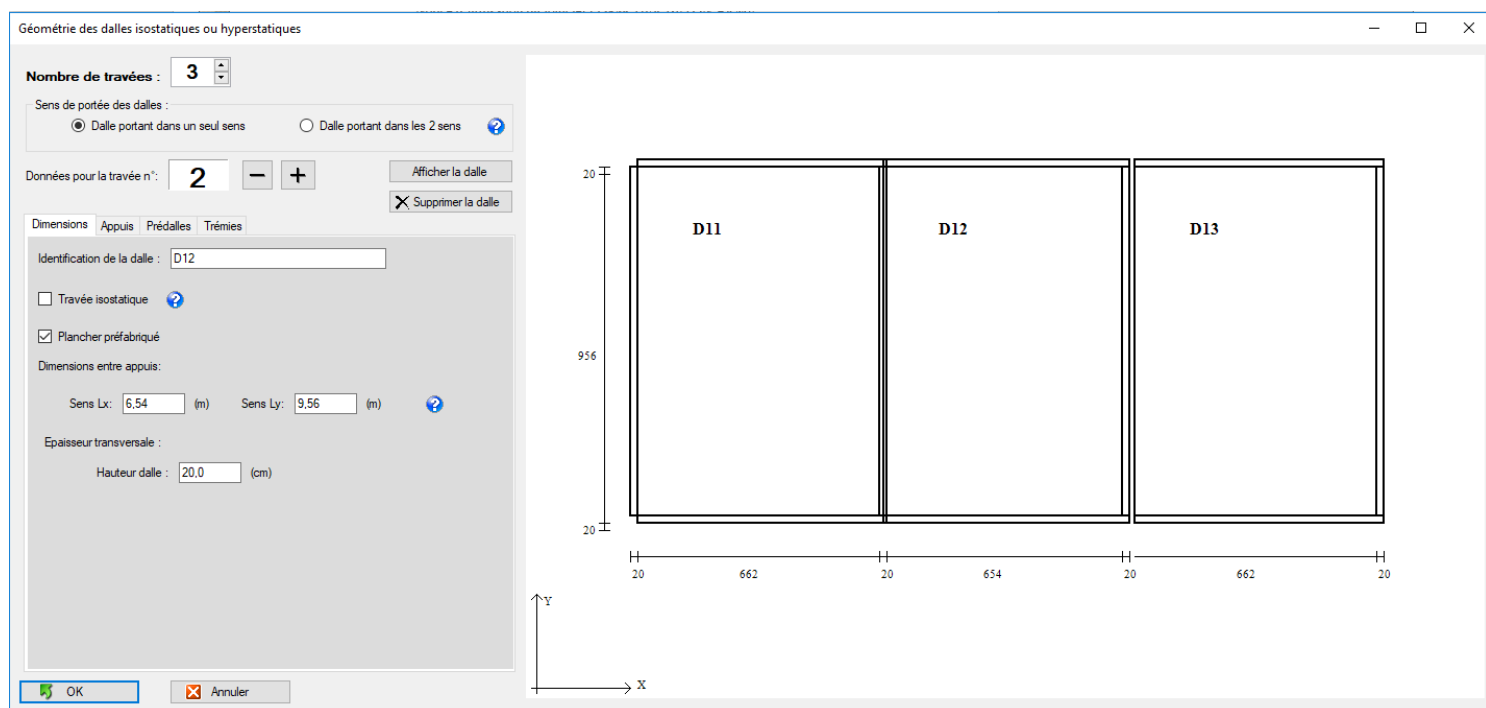 Géométrie des dalles isostatiques ou hyperstatiques
Nombre de travées : 3
Sens de portée des dalles :
Dalle portant dans un seul sens Dalle portant dans les 2 sens
Données pour la travée n°: 2 − + Afficher la dalle
Supprimer la dalle
Dimensions Appuis Prédalles Trémies
Identification de la dalle : D12
Travée isostatique
Plancher préfabriqué
Dimensions entre appuis:
Sens Lx: 6,54 (m) Sens Ly: 9,56 (m)
Epaisseur transversale :
Hauteur dalle : 20,0 (cm)
OK Annuler
20
D11 D12 D13
956
20
20 662 20 654 20 662 20
Y
X